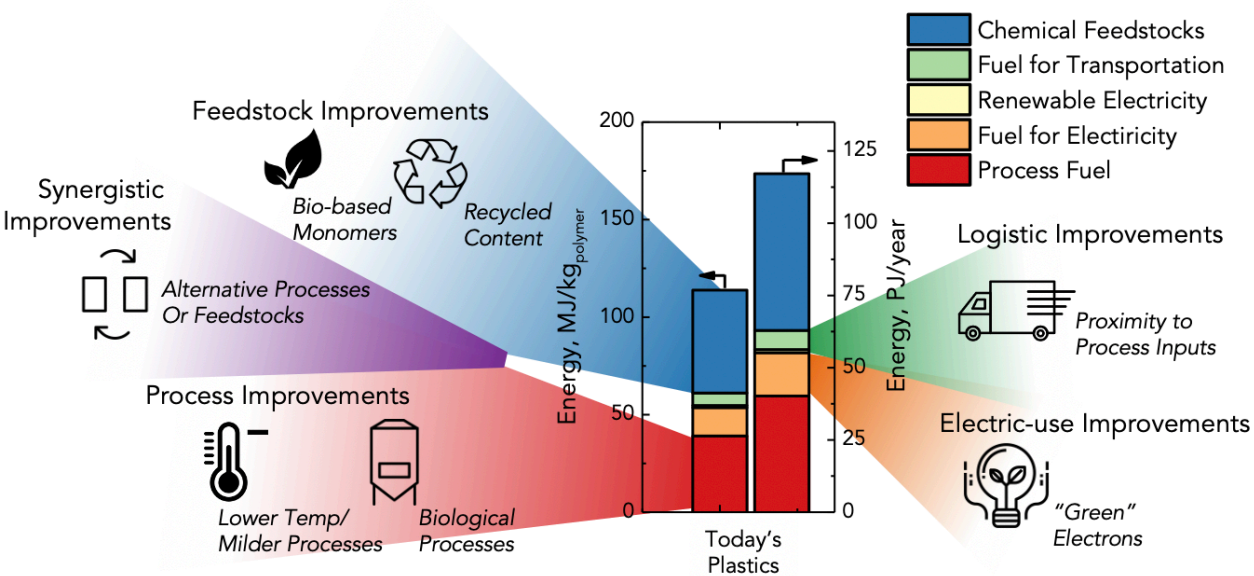 Chemical Feedstocks
Fuel for Transportation
Renewable Electricity
Fuel for Electiricity
Process Fuel
Feedstock Improvements
Bio-based
Monomers
Recycled
Content
Synergistic
Improvements
Alternative Processes
Or Feedstocks
Process Improvements
Lower Temp/
Milder Processes
Biological
Processes
Energy, MJ/kgpolymer
200
150
100
50
0
Today's
Plastics
125
100
75
50
25
0
Energy, PJ/year
Logistic Improvements
Proximity to
Process Inputs
Electric-use Improvements
"Green"
Electrons